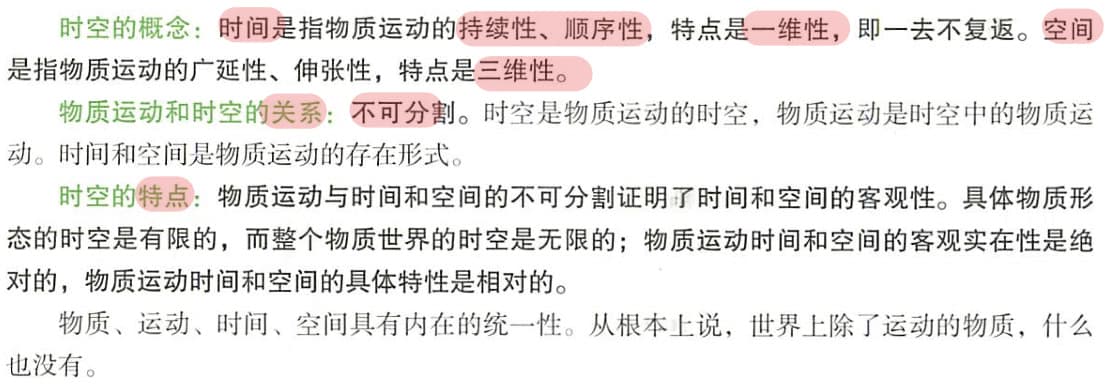 时空的概念：时间是指物质运动的持续性、顺序性，特点是一维性，即一去不复返。空间
是指物质运动的广延性、伸张性，特点是三维性。
物质运动和时空的关系：不可分割。时空是物质运动的时空，物质运动是时空中的物质运
动。时间和空间是物质运动的存在形式。
时空的特点：物质运动与时间和空间的不可分割证明了时间和空间的客观性。具体物质形
态的时空是有限的，而整个物质世界的时空是无限的；物质运动时间和空间的客观实在性是绝
对的，物质运动时间和空间的具体特性是相对的。
物质、运动、时间、空间具有内在的统一性。从根本上说，世界上除了运动的物质，什么
也没有。